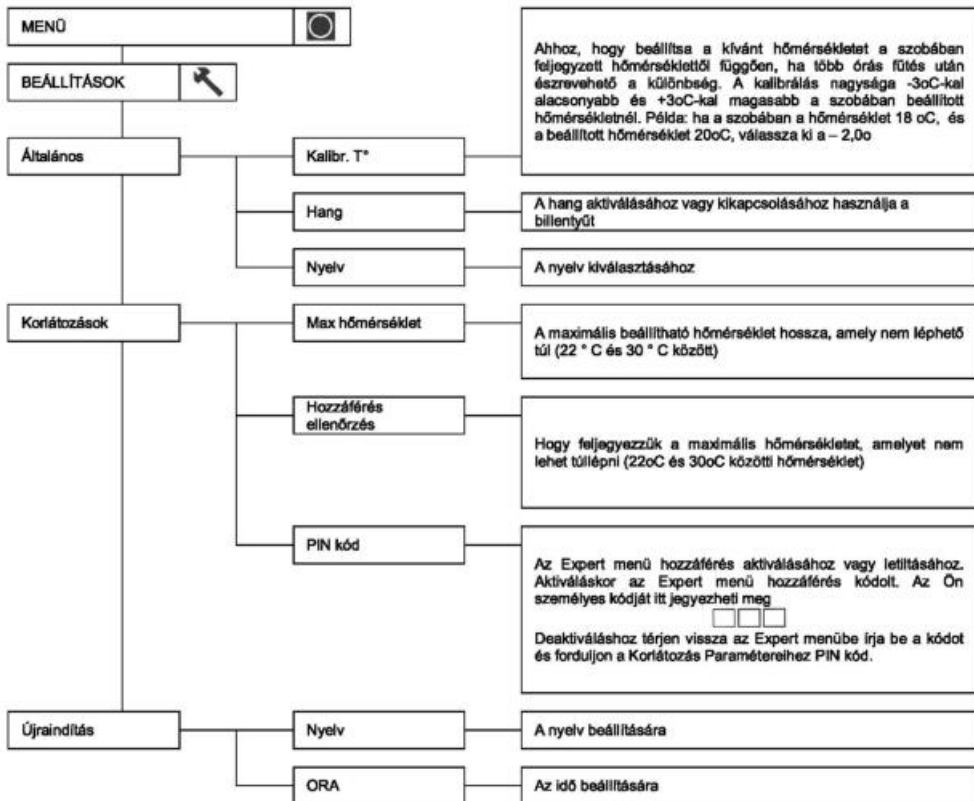 MENÜ
BEÁLLÍTÁSOK
Ahhoz, hogy beállítsa a kívánt hőmérsékletet a szobában
feljegyzett hőmérséklettől függően, ha több órás fűtés után
észrevehető a különbség. A kalibrálás nagysága -3oC-kal
alacsonyabb és +3oC-kal magasabb a szobában beállított
hőmérsékletnél. Példa: ha a szobában a hőmérséklet 18 oC, és
a beállított hőmérséklet 20oC, válassza ki a – 2,0o
Általános
Kalibr. T°
Hang
A hang aktiválásához vagy kikapcsolásához használja a
billentyűt
Nyelv
A nyelv kiválasztásához
Korlátozások
Max hőmérséklet
A maximális beállítható hőmérséklet hossza, amely nem léphető
túl (22 ° C és 30 ° C között)
Hozzáférés
ellenőrzés
Hogy feljegyezzük a maximális hőmérsékletet, amelyet nem
lehet túllépni (22oC és 30oC közötti hőmérséklet)
PIN kód
Az Expert menü hozzáférés aktiválásához vagy letiltásához.
Aktiváláskor az Expert menü hozzáférés kódolt. Az Ön
személyes kódját itt jegyezheti meg
Deaktiváláshoz térjen vissza az Expert menübe írja be a kódot
és forduljon a Korlátozás Paramétereihez PIN kód.
Újraindítás
Nyelv
A nyelv beállítására
ORA
Az idő beállítására